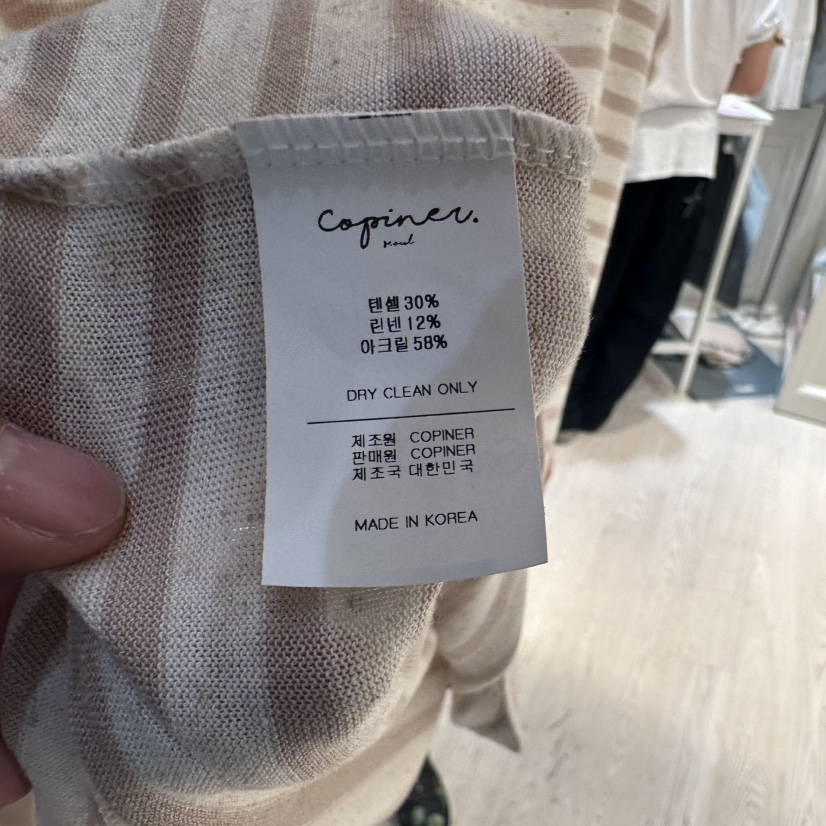 Copiner.
seoul
텐셀 30%
린넨 12%
아크릴 58%
DRY CLEAN ONLY
제조원 COPINER
판매원 COPINER
제조국 대한민국
MADE IN KOREA